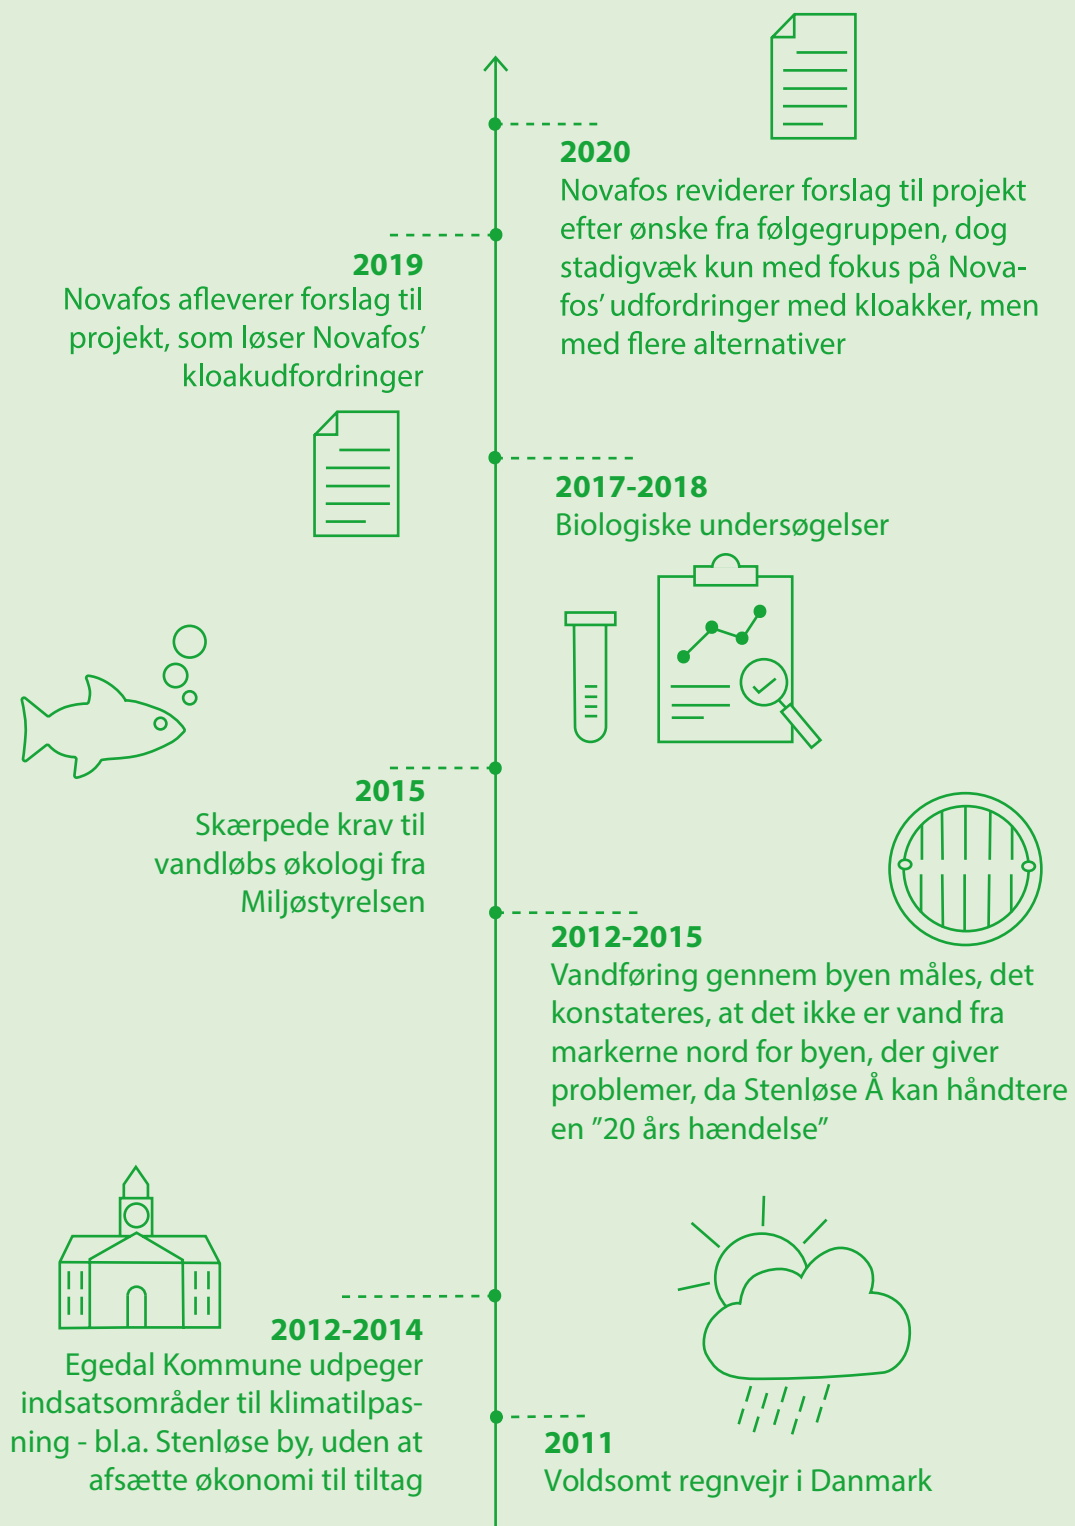 2020
Novafos reviderer forslag til projekt
efter ønske fra følgegruppen, dog
stadigvæk kun med fokus på Nova-
fos’ udfordringer med kloakker, men
med flere alternativer
2019
Novafos afleverer forslag til
projekt, som løser Novafos’
kloakudfordringer
2017-2018
Biologiske undersøgelser
2015
Skærpede krav til
vandløbs økologi fra
Miljøstyrelsen
2012-2015
Vandføring gennem byen måles, det
konstateres, at det ikke er vand fra
markerne nord for byen, der giver
problemer, da Stenløse Å kan håndtere
en ”20 års hændelse”
2012-2014
Egedal Kommune udpeger
indsatsområder til klimatilpas-
ning - bl.a. Stenløse by, uden at
afsætte økonomi til tiltag
2011
Voldsomt regnvejr i Danmark